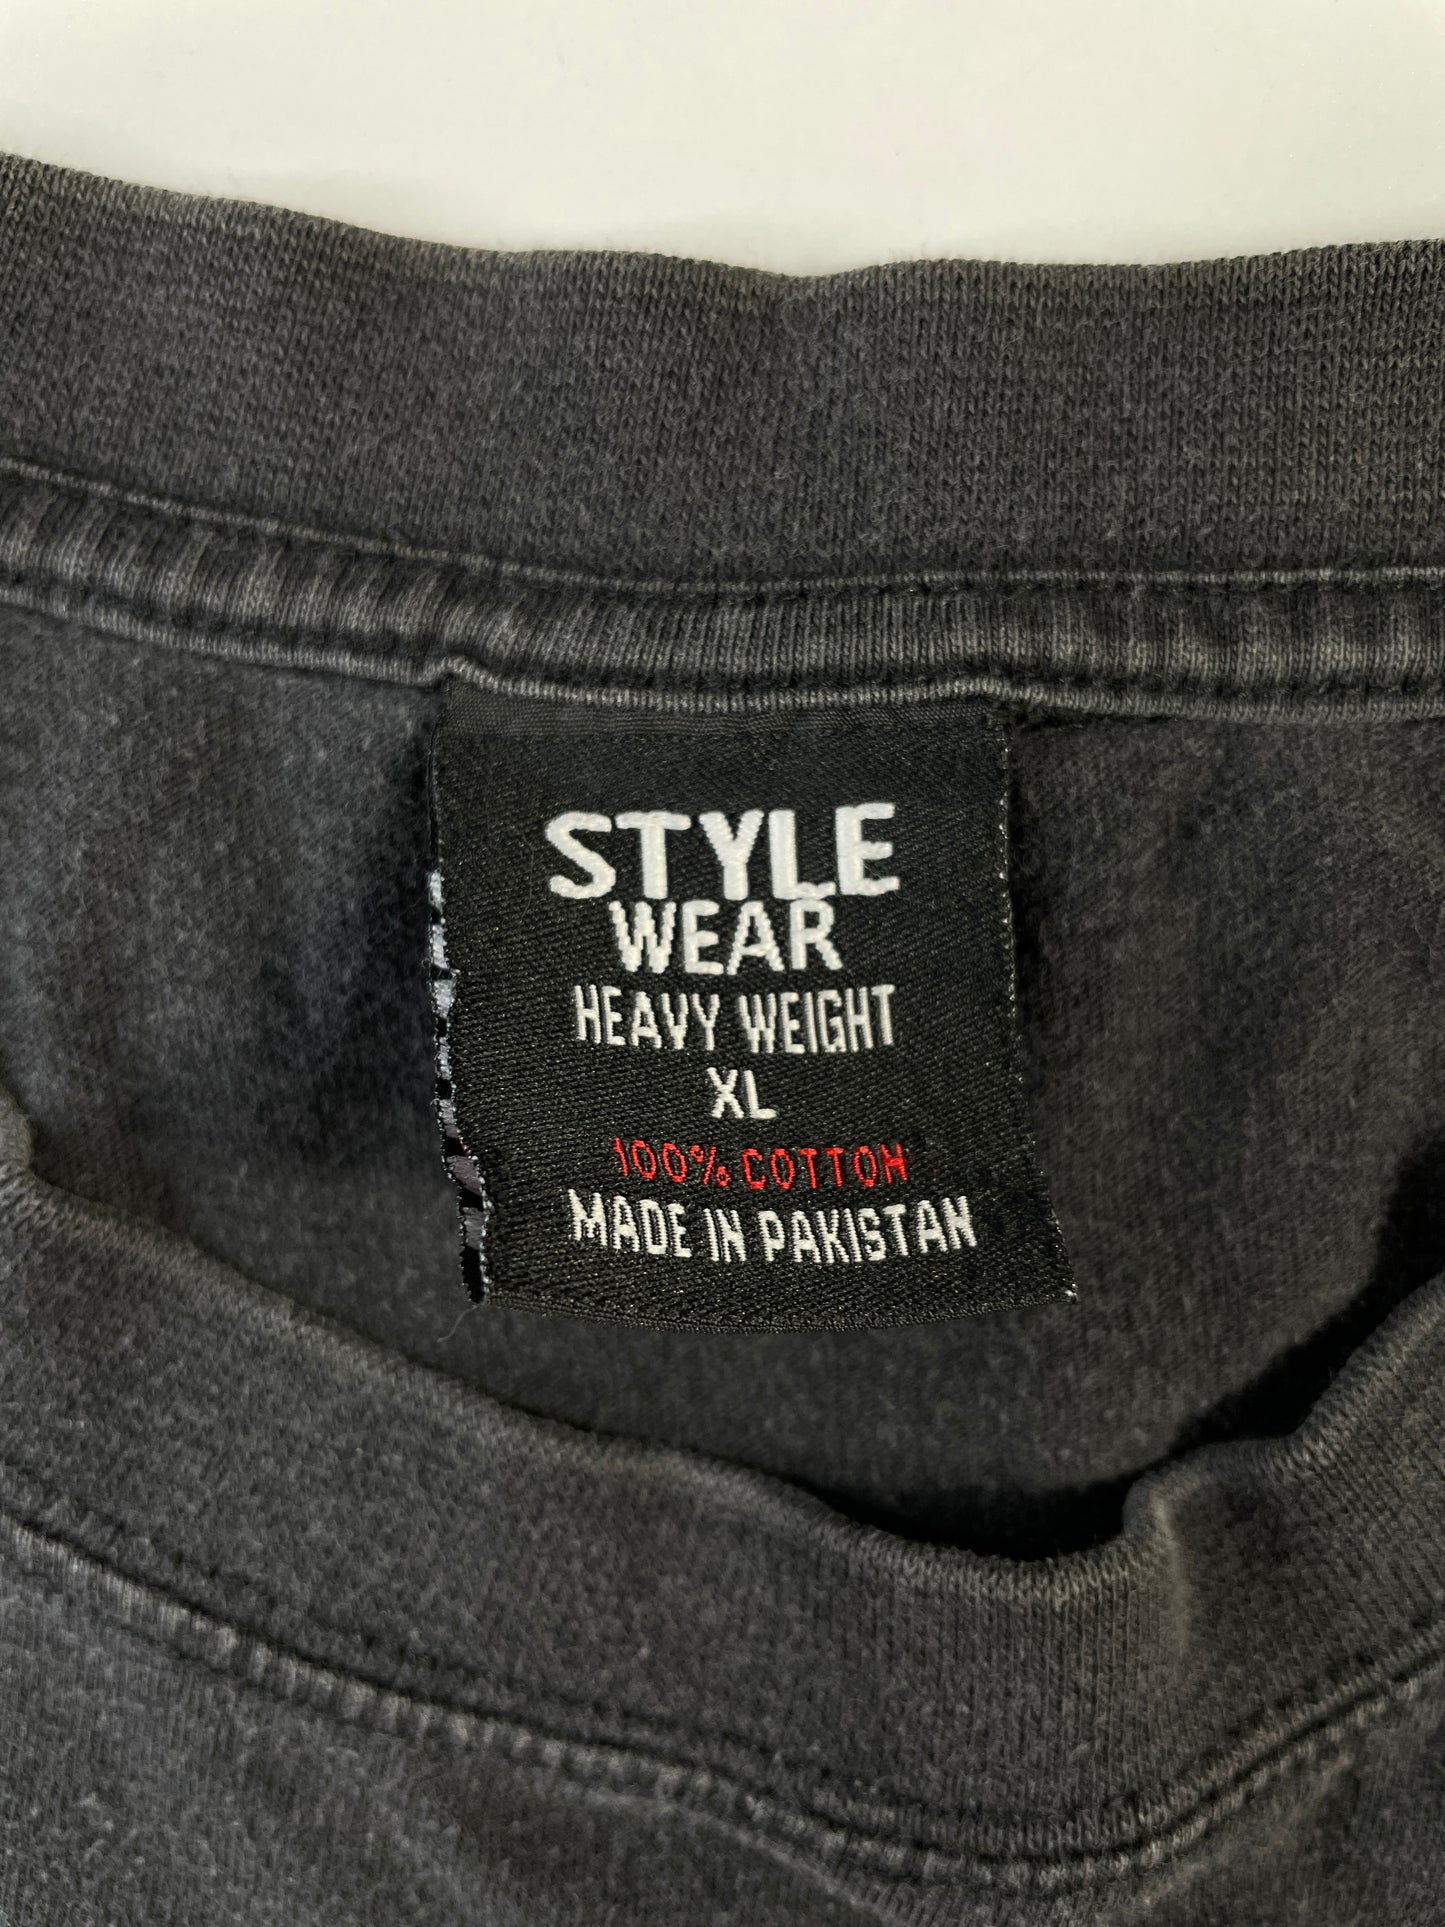 STYLE
WEAR
HEAVY WEIGHT
XL
100% COTTON
MADE IN PAKISTAN